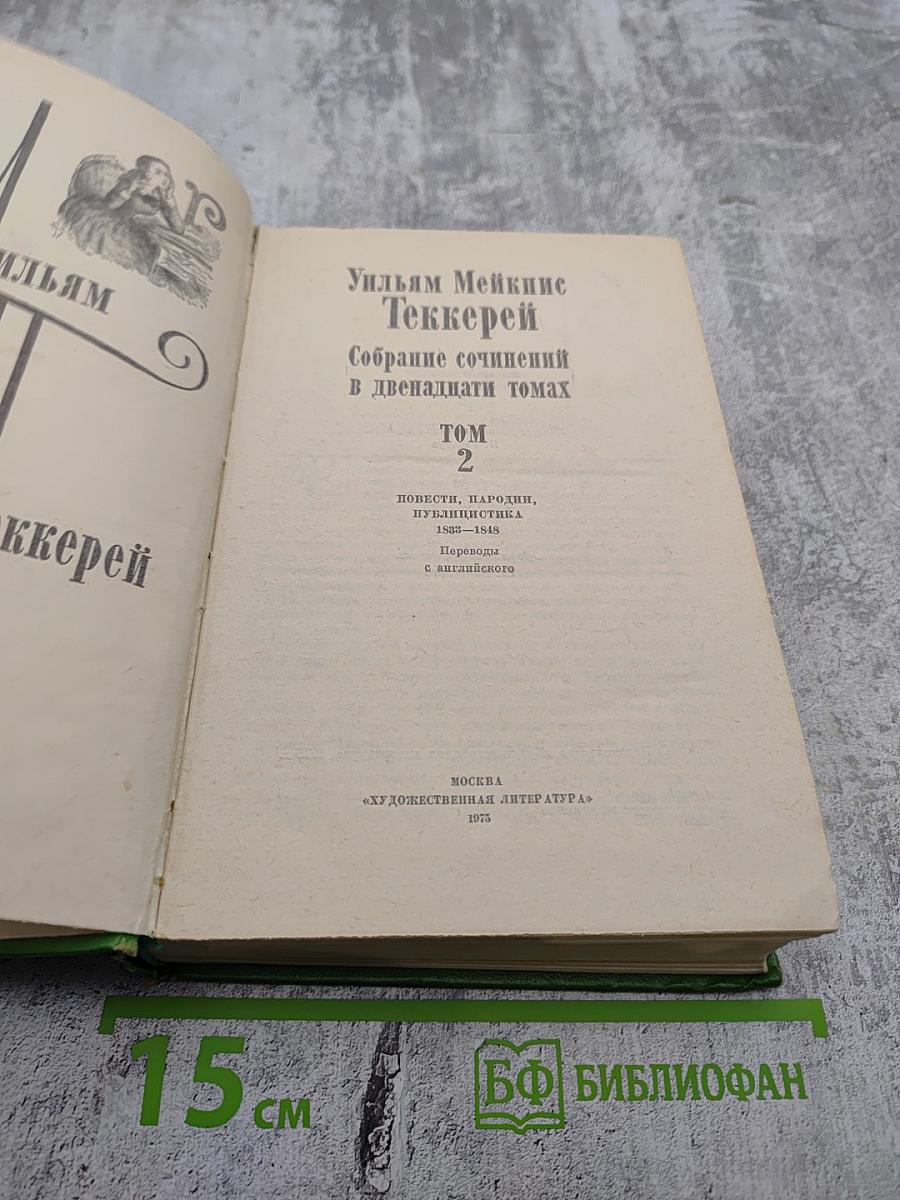 ильям
ккерей
Уильям Мейкпис
Теккерей
Собрание сочинений
в двенадцати томах
ТОМ
2
ПОВЕСТИ, ПАРОДИИ,
ПУБЛИЦИСТИКА
1833—1848
Переводы
с английского
МОСКВА
«ХУДОЖЕСТВЕННАЯ ЛИТЕРАТУРА»
1975
15 см
БФ БИБЛИОФАН